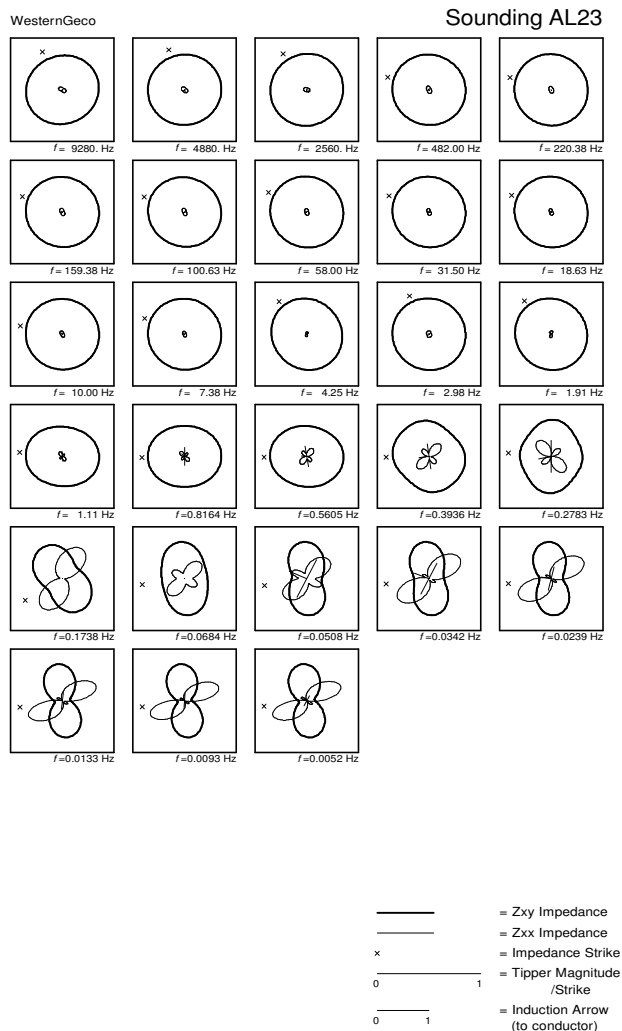 WesternGeco Sounding AL23
f = 9280. Hz f = 4880. Hz f = 2560. Hz f = 482.00 Hz f = 220.38 Hz
f = 159.38 Hz f = 100.63 Hz f = 58.00 Hz f = 31.50 Hz f = 18.63 Hz
f = 10.00 Hz f = 7.38 Hz f = 4.25 Hz f = 2.98 Hz f = 1.91 Hz
f = 1.11 Hz f =0.8164 Hz f =0.5605 Hz f =0.3936 Hz f =0.2783 Hz
f =0.1738 Hz f =0.0684 Hz f =0.0508 Hz f =0.0342 Hz f =0.0239 Hz
f =0.0133 Hz f =0.0093 Hz f =0.0052 Hz
= Zxy Impedance
= Zxx Impedance
× = Impedance Strike
= Tipper Magnitude
0 1 /Strike
= Induction Arrow
0 1 (to conductor)